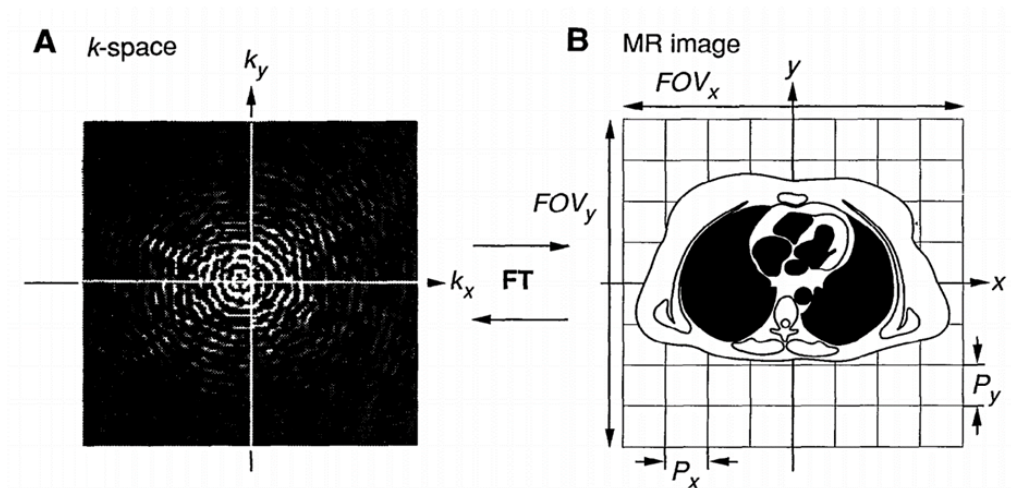 A k-space
k_y
k_x
FT
B MR image
y
FOV_x
FOV_y
x
P_y
P_x